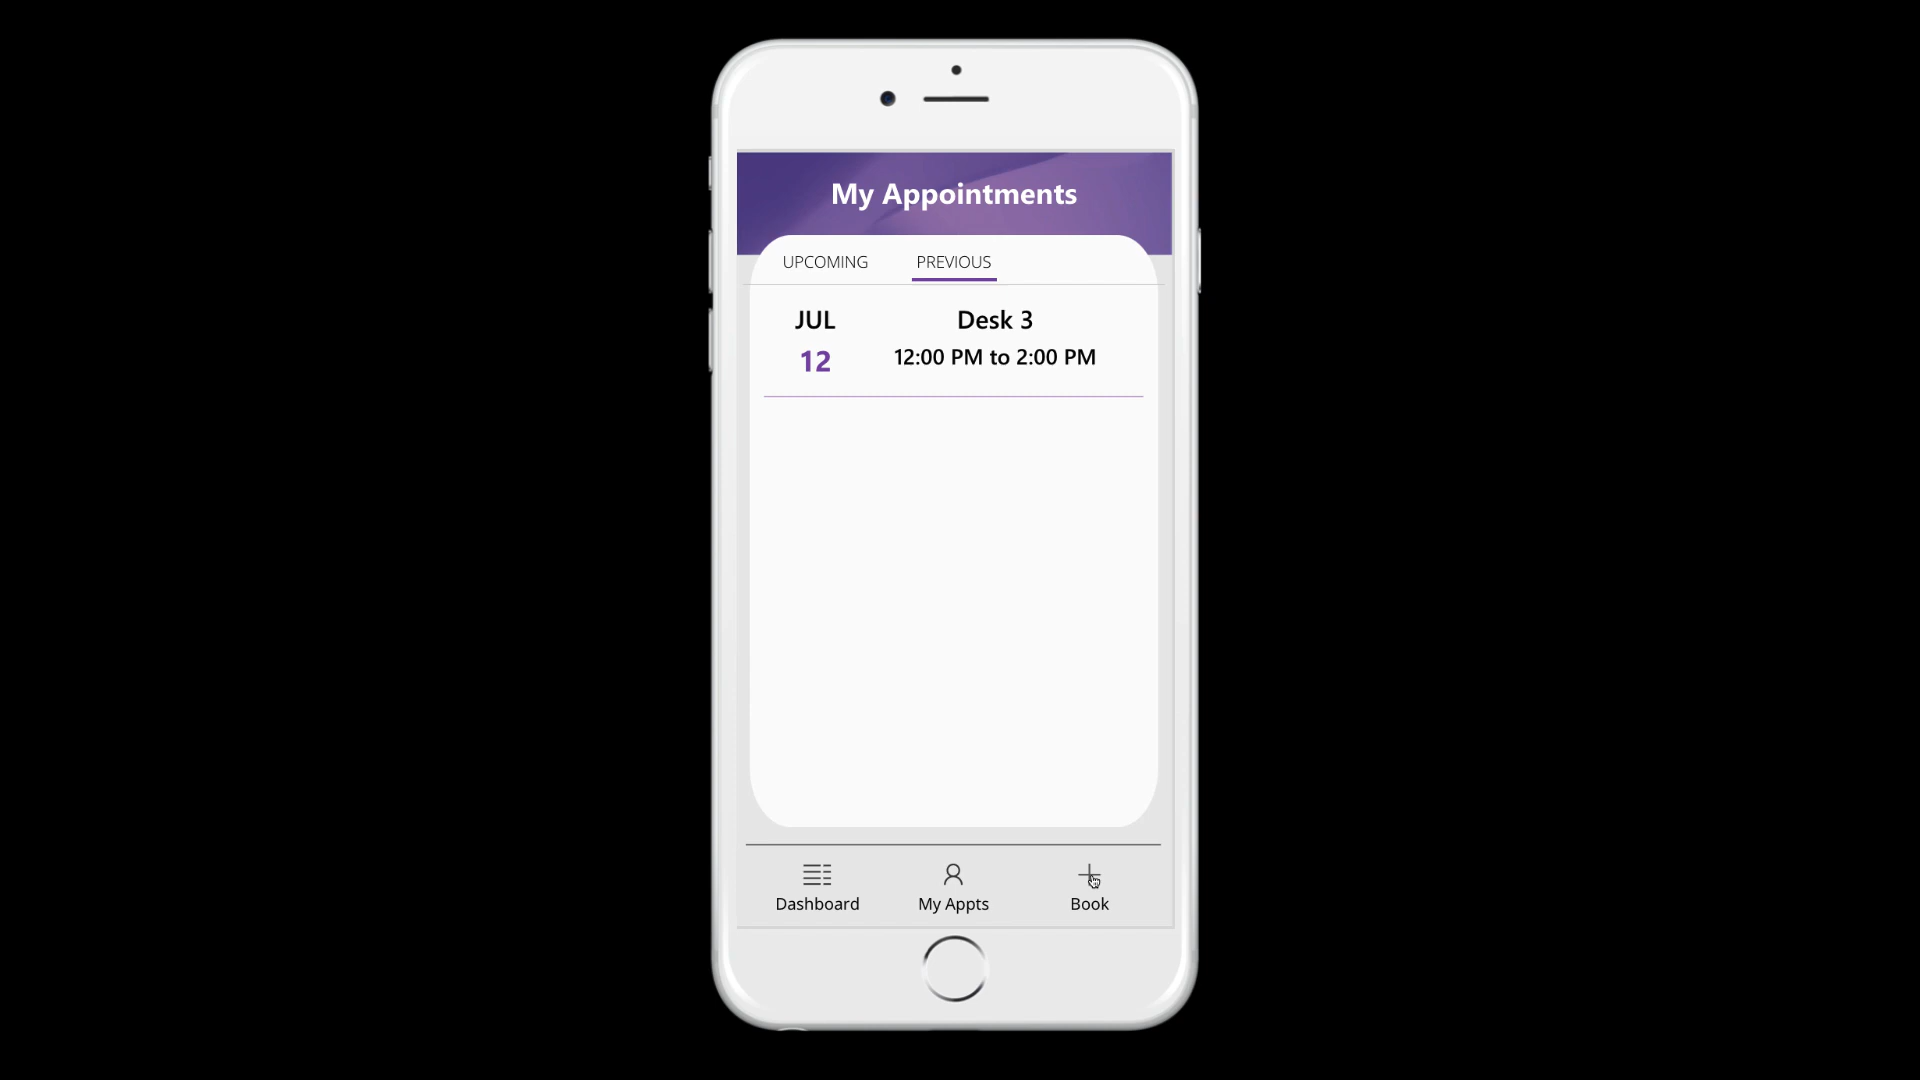 My Appointments
UPCOMING PREVIOUS
JUL Desk 3
12 12:00 PM to 2:00 PM
Dashboard My Appts Book